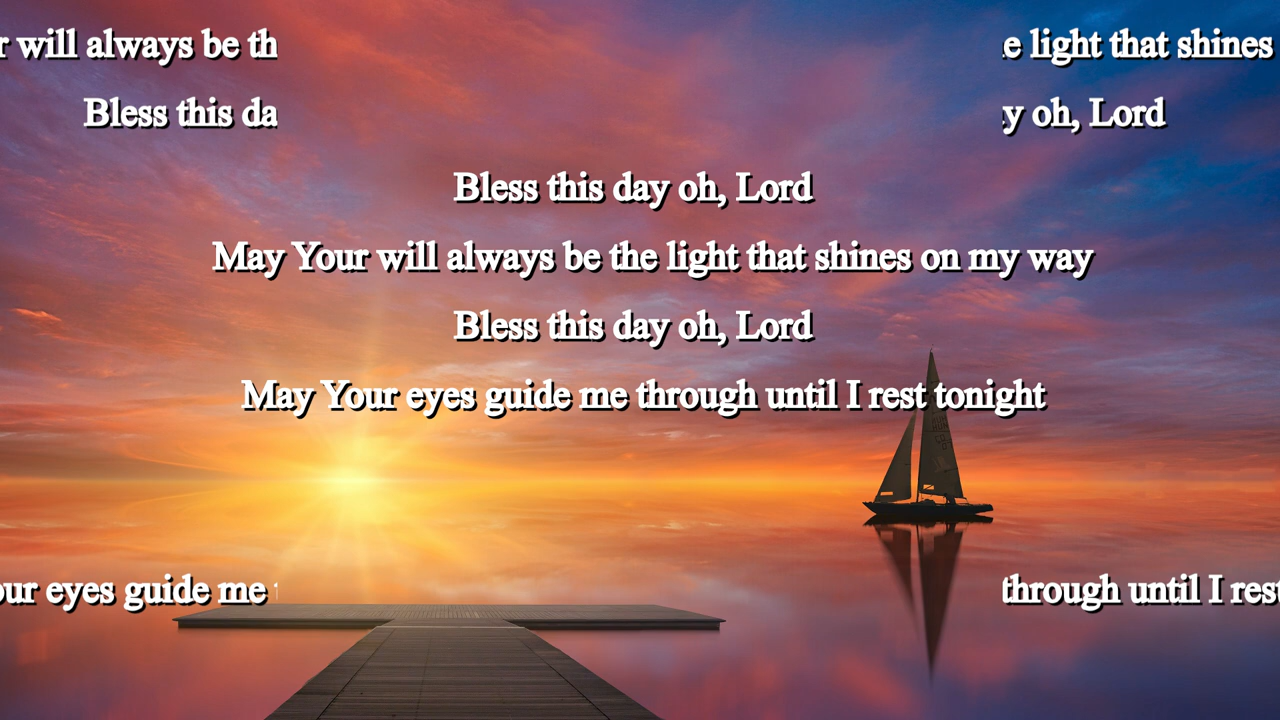 r will always be th e light that shines
Bless this da y oh, Lord
Bless this day oh, Lord
May Your will always be the light that shines on my way
Bless this day oh, Lord
May Your eyes guide me through until I rest tonight
our eyes guide me through until I rest